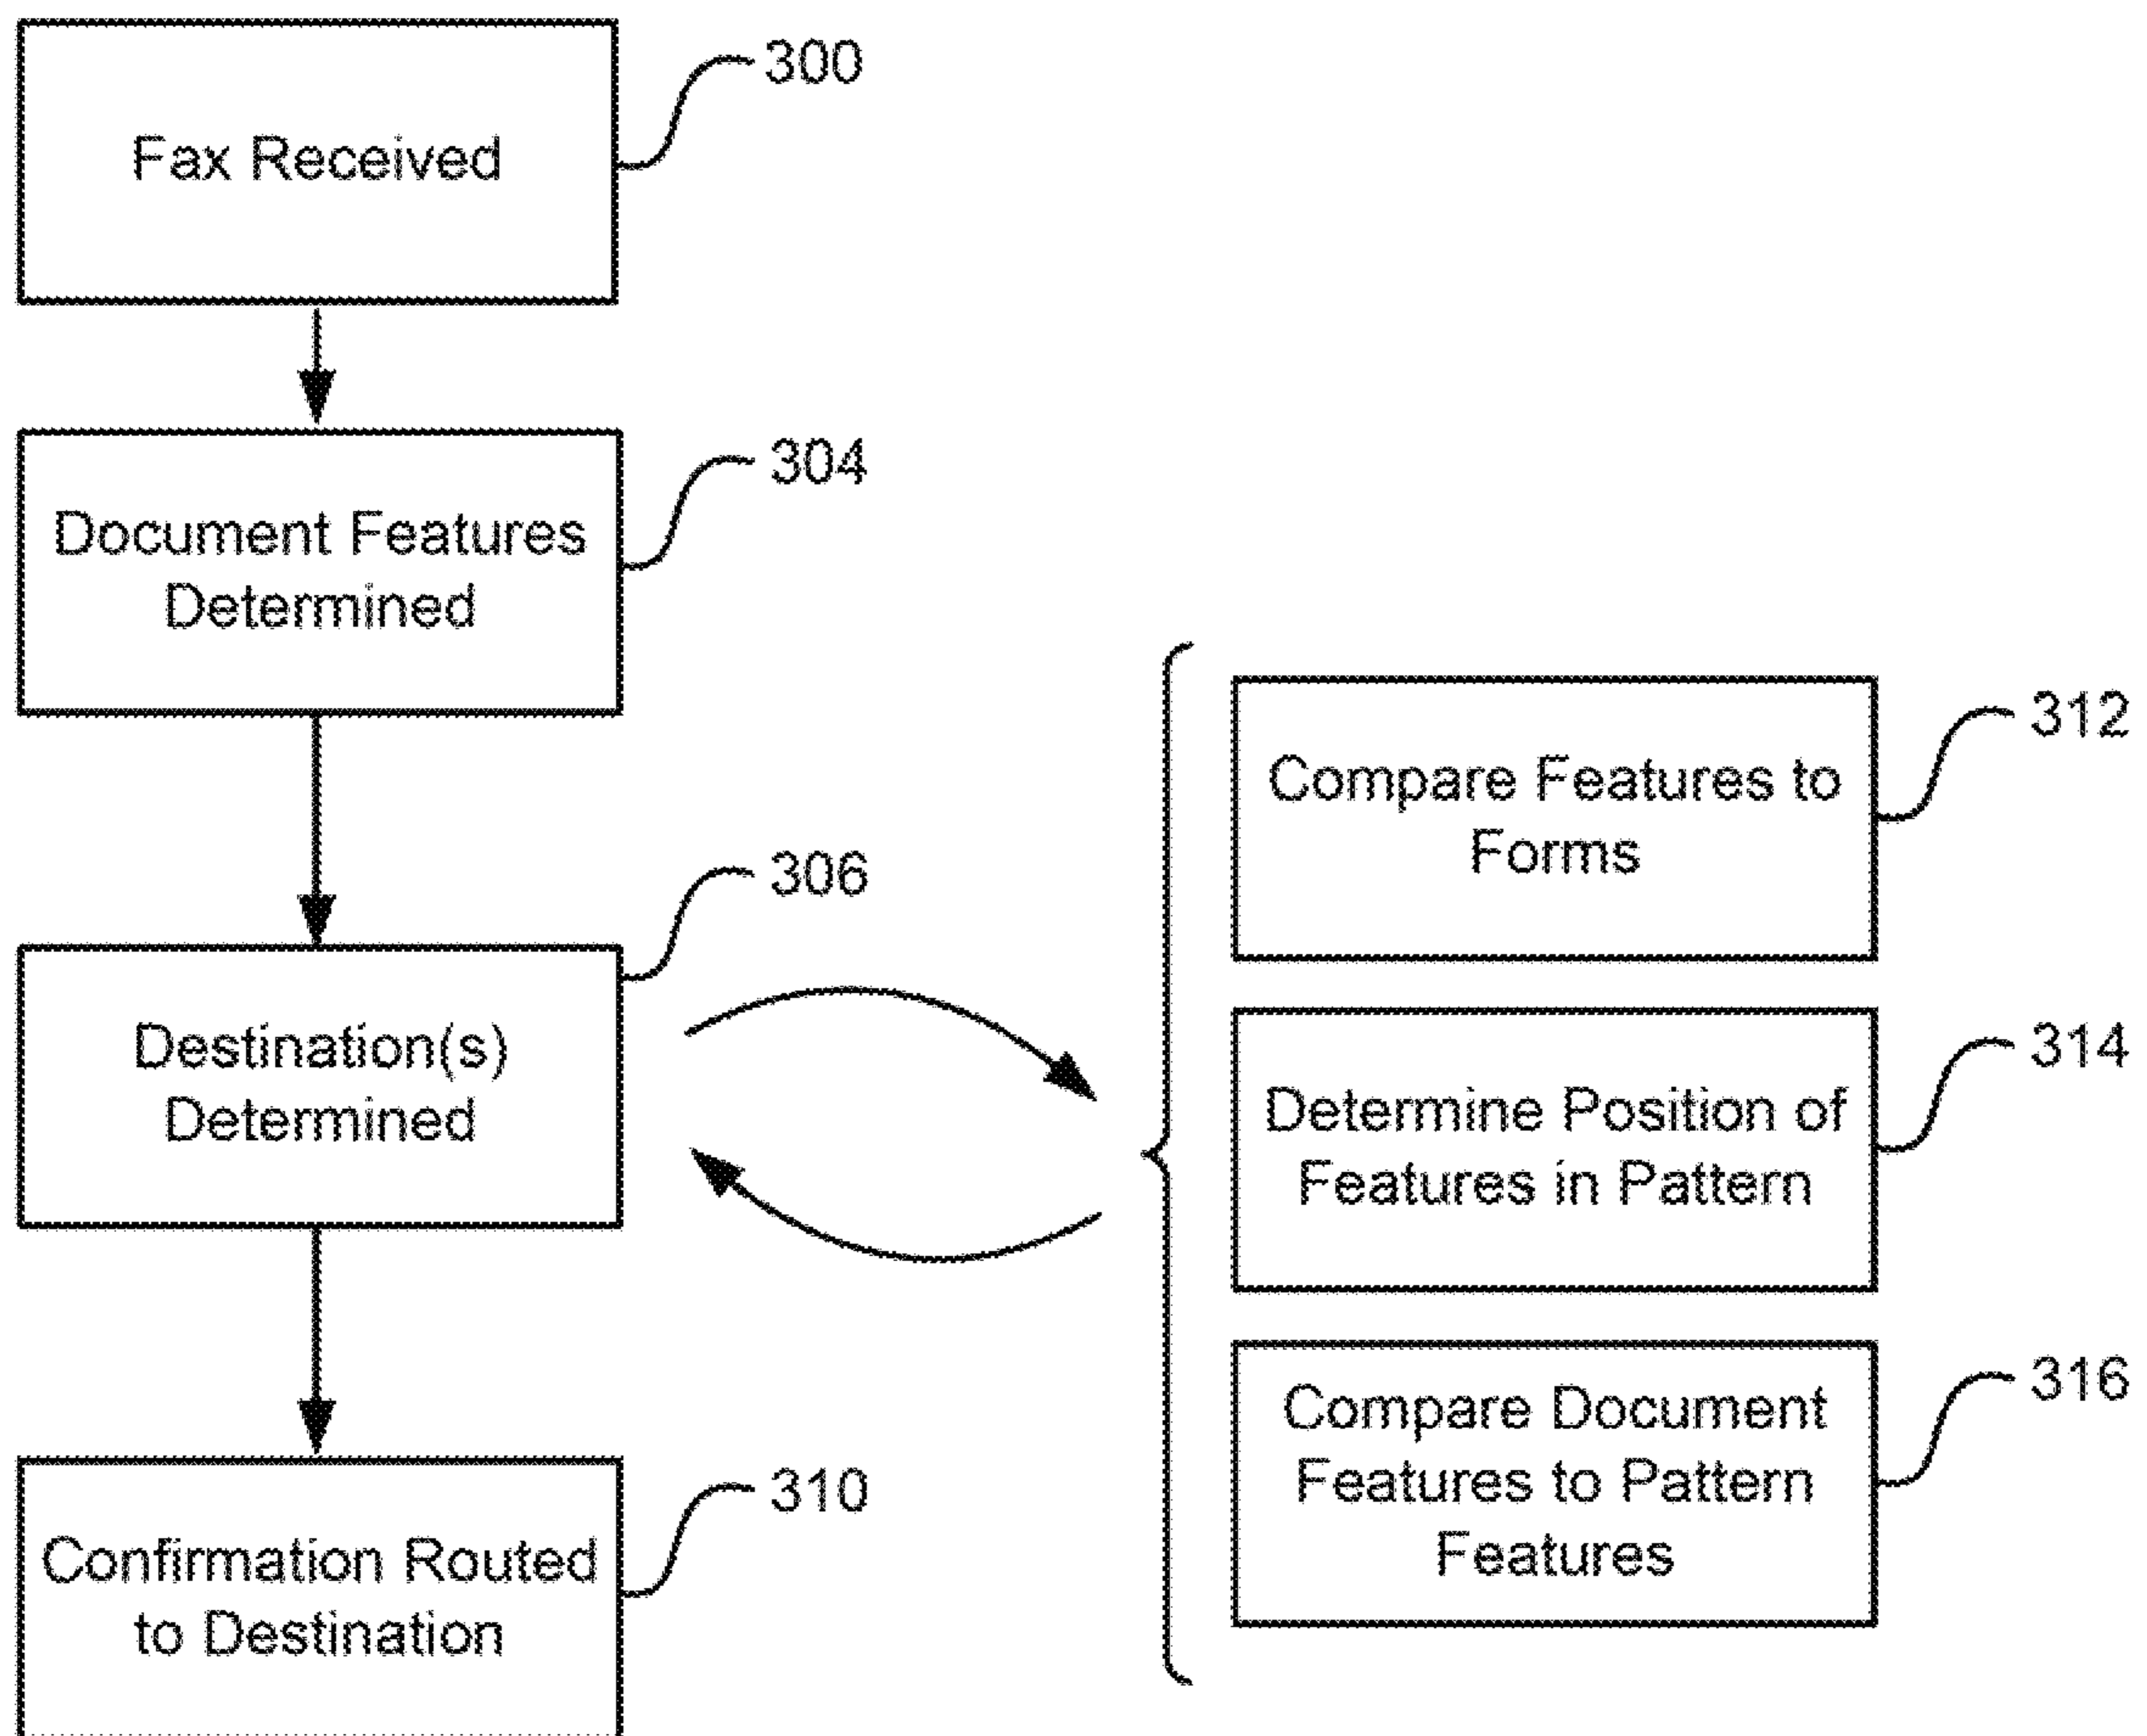 300
Fax Received
304
Document Features
Determined
306
Destination(s)
Determined
310
Confirmation Routed
to Destination
312
Compare Features to
Forms
314
Determine Position of
Features in Pattern
316
Compare Document
Features to Pattern
Features